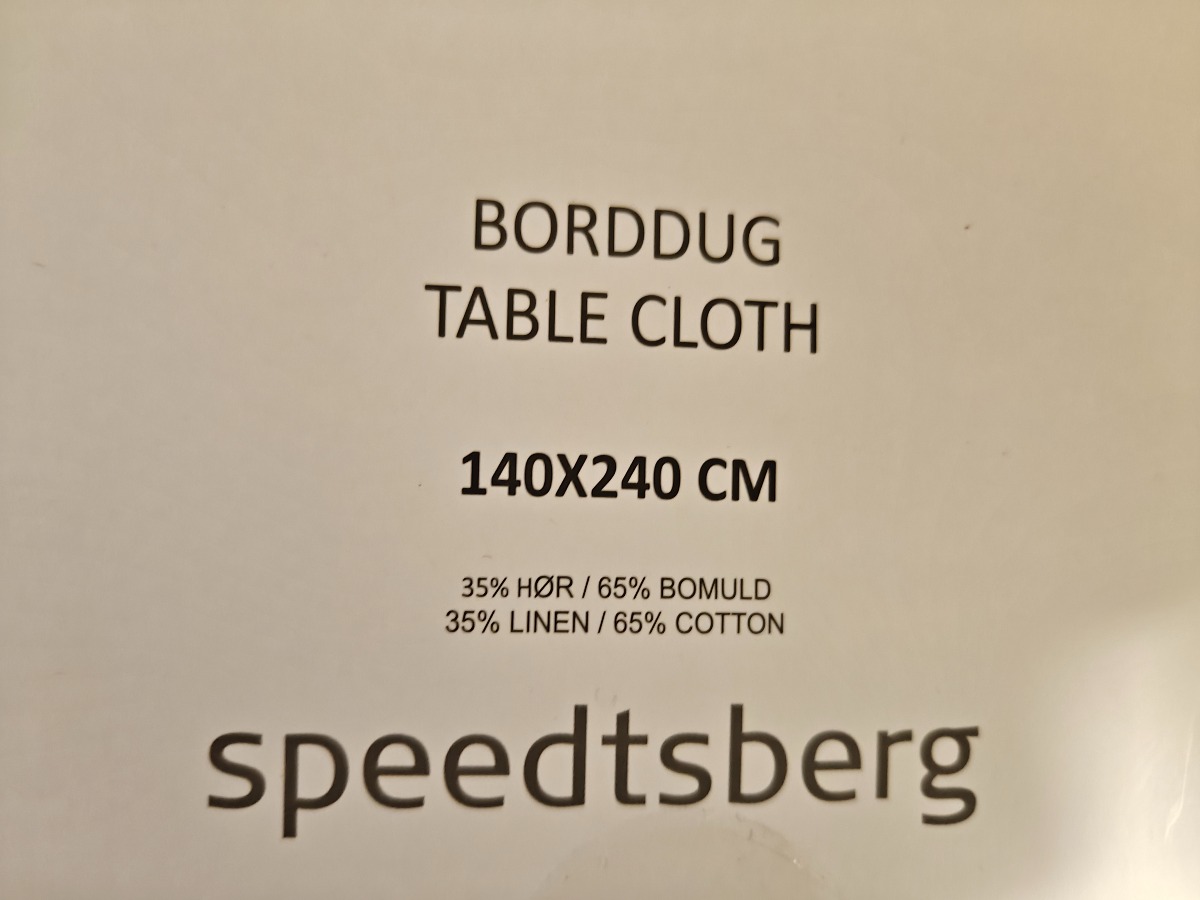 BORDDUG
TABLE CLOTH
140X240 CM
35% HØR / 65% BOMULD
35% LINEN / 65% COTTON
speedtsberg